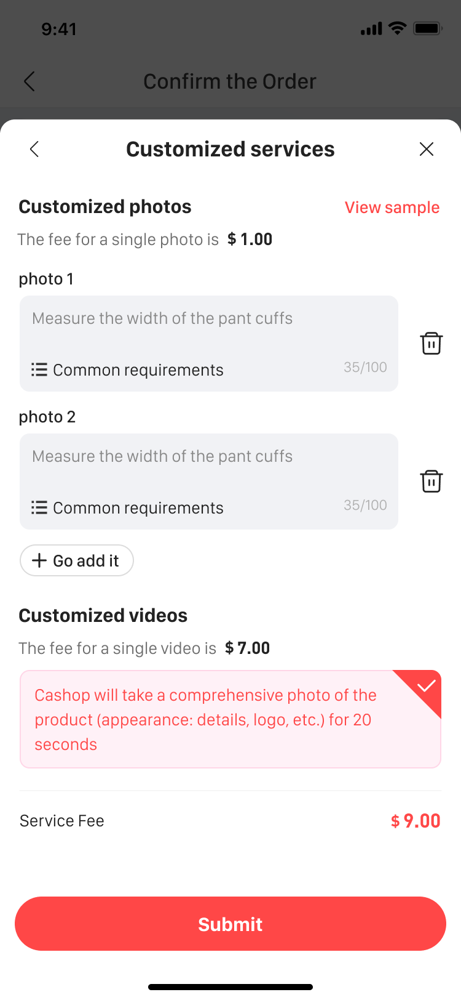 9:41
Confirm the Order
Customized services
Customized photos
View sample
The fee for a single photo is $ 1.00
photo 1
Measure the width of the pant cuffs
Common requirements
35/100
photo 2
Measure the width of the pant cuffs
Common requirements
35/100
Go add it
Customized videos
The fee for a single video is $ 7.00
Cashop will take a comprehensive photo of the
product (appearance: details, logo, etc.) for 20
seconds
Service Fee
$ 9.00
Submit